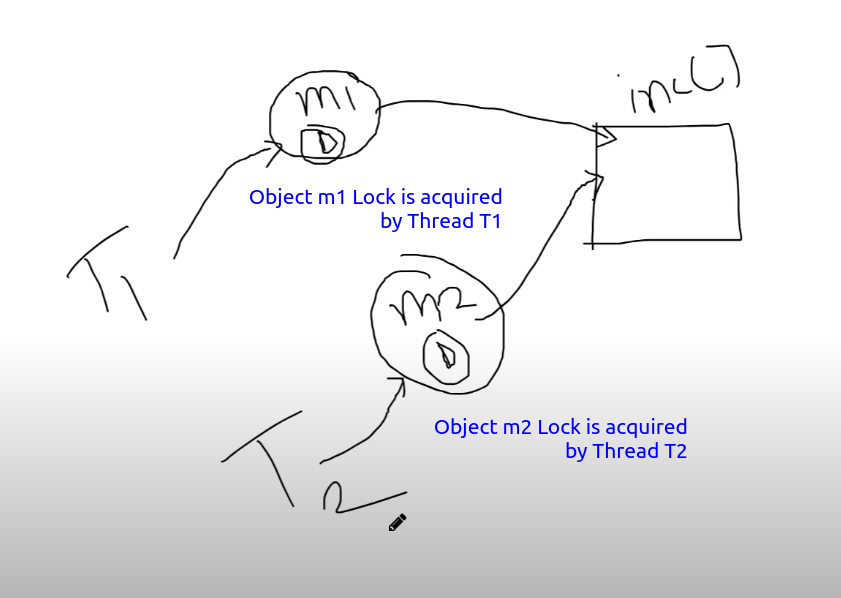 m1
inc()
Object m1 Lock is acquired
by Thread T1
T1
m2
Object m2 Lock is acquired
by Thread T2
T2